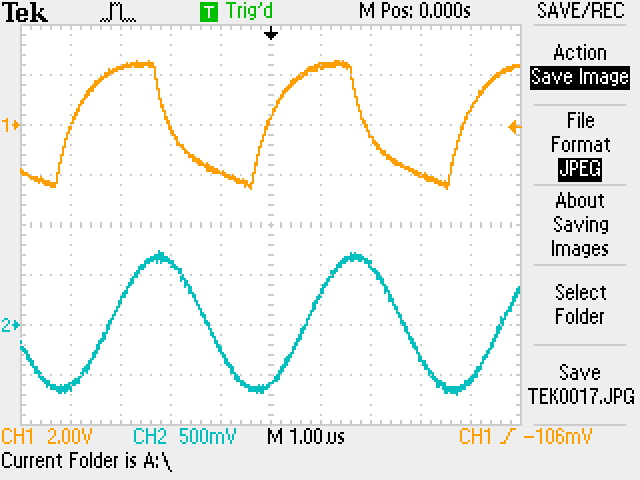 Tek T Trig'd M Pos: 0.000s SAVE/REC
Action
Save Image
File
Format
JPEG
About
Saving
Images
Select
Folder
Save
TEK0017.JPG
1
2
CH1 2.00V CH2 500mV M 1.00us CH1 -106mV
Current Folder is A:\